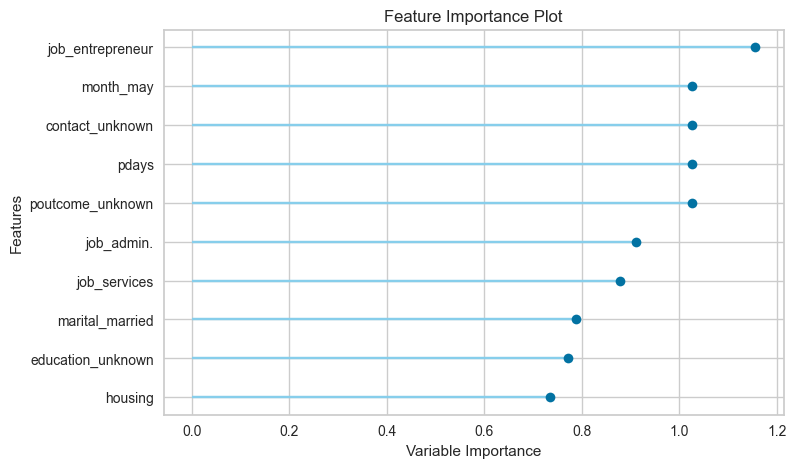 Feature Importance Plot
Features
job_entrepreneur
month_may
contact_unknown
pdays
poutcome_unknown
job_admin.
job_services
marital_married
education_unknown
housing
0.0 0.2 0.4 0.6 0.8 1.0 1.2
Variable Importance